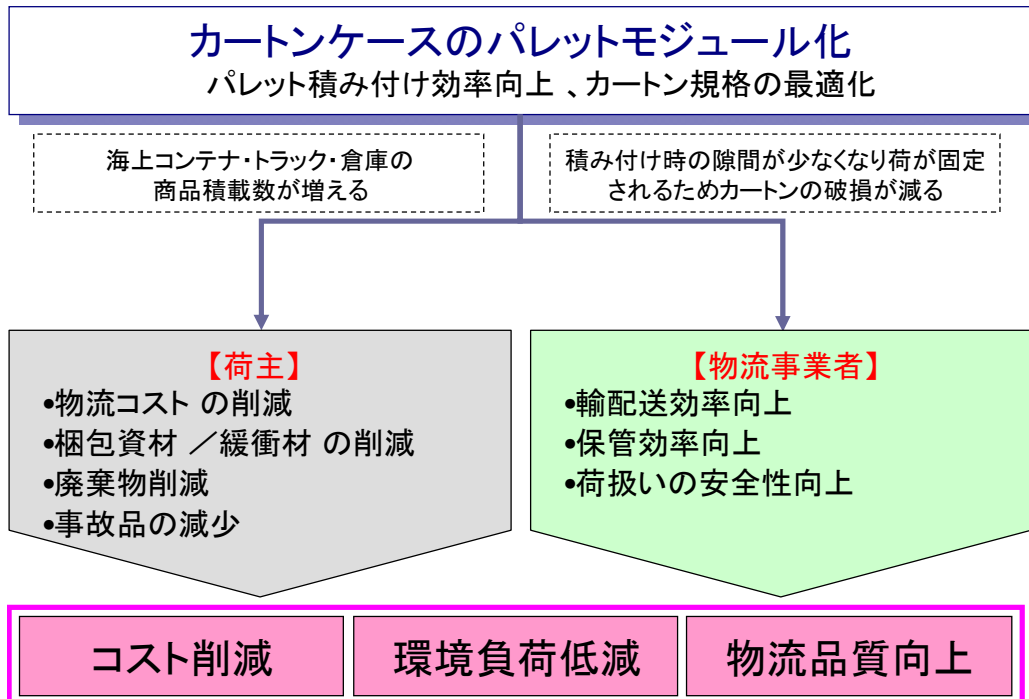 カートンケースのパレットモジュール化
パレット積み付け効率向上 、カートン規格の最適化
海上コンテナ・トラック・倉庫の
商品積載数が増える
積み付け時の隙間が少なくなり荷が固定
されるためカートンの破損が減る
【荷主】
•物流コスト の削減
•梱包資材 ／緩衝材 の削減
•廃棄物削減
•事故品の減少
【物流事業者】
•輸配送効率向上
•保管効率向上
•荷扱いの安全性向上
コスト削減
環境負荷低減
物流品質向上